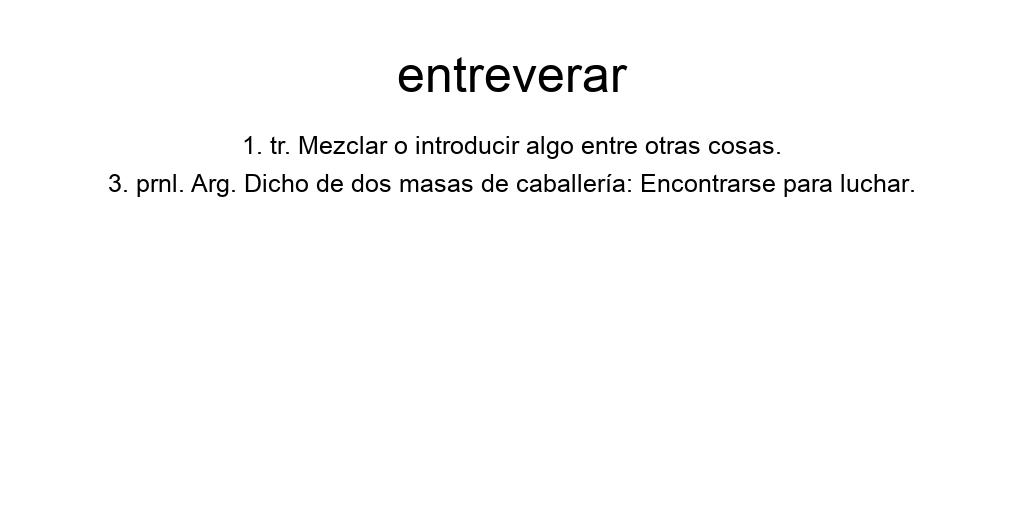 entreverar
1. tr. Mezclar o introducir algo entre otras cosas.
3. prnl. Arg. Dicho de dos masas de caballería: Encontrarse para luchar.